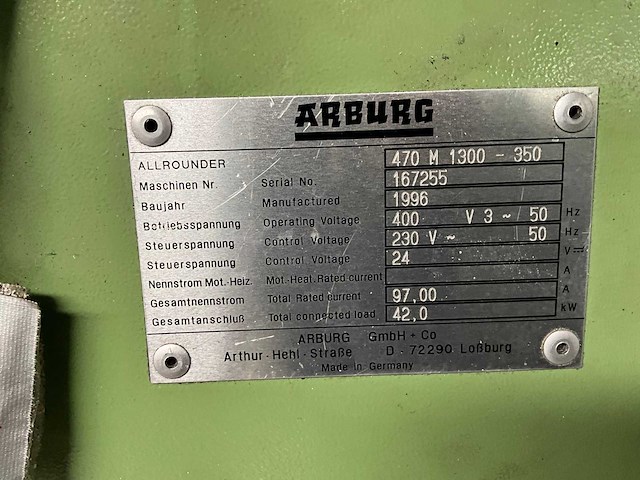 ARBURG
ALLROUNDER 470 M 1300 - 350
Maschinen Nr. Serial No. 167255
Baujahr Manufactured 1996
Betriebsspannung Operating Voltage 400 V 3 ~ 50 Hz
Steuerspannung Control Voltage 230 V ~ 50 Hz
Steuerspannung Control Voltage 24 V⎓
Nennstrom Mot.-Heiz. Mot.-Heat. Rated current A
Gesamtnennstrom Total Rated current 97,00 A
Gesamtanschluß Total connected load 42,0 kW
ARBURG GmbH + Co
Arthur - Hehl - Straße D - 72290 Loßburg
Made in Germany